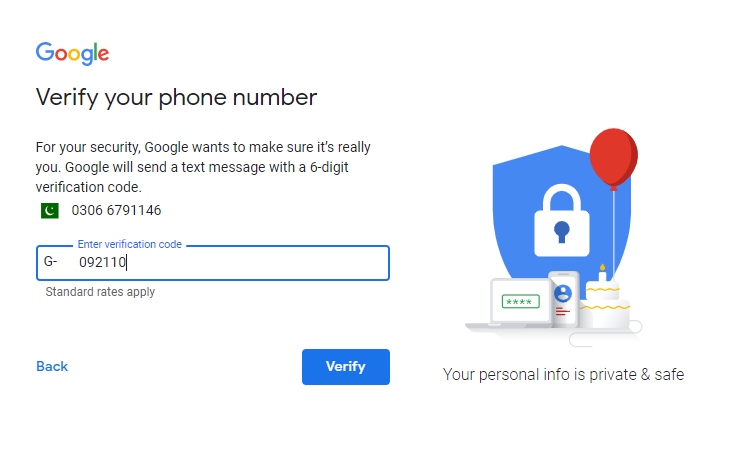 Google
Verify your phone number
For your security, Google wants to make sure it's really
you. Google will send a text message with a 6-digit
verification code.
0306 6791146
Enter verification code
G- 092110
Standard rates apply
Back
Verify
****
Your personal info is private & safe